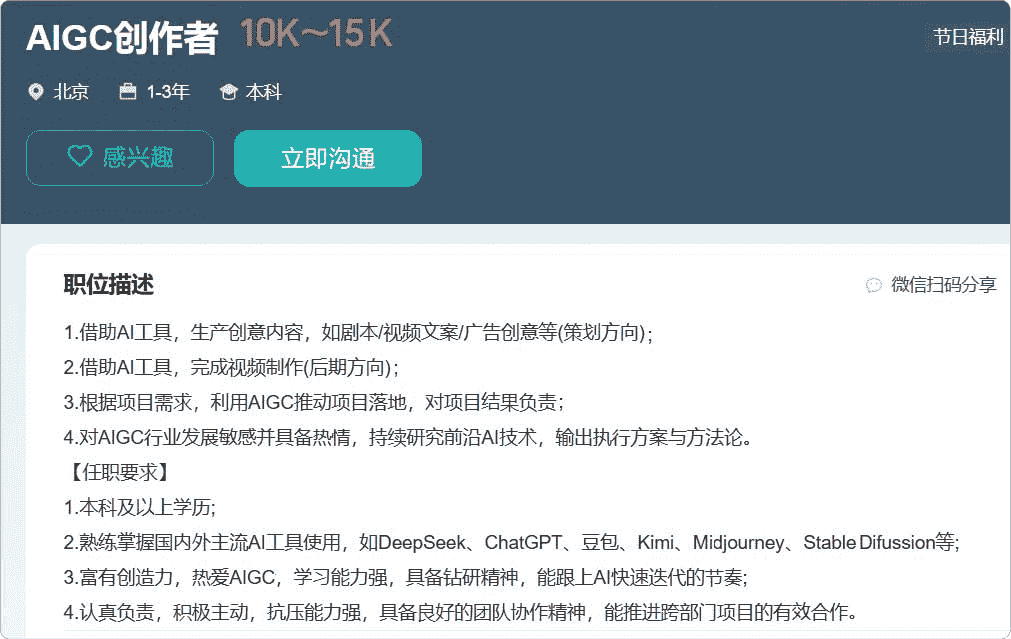 AIGC创作者 10K～15K
节日福利
北京 1-3年 本科
感兴趣 立即沟通
职位描述
微信扫码分享
1.借助AI工具，生产创意内容，如剧本/视频文案/广告创意等(策划方向)；
2.借助AI工具，完成视频制作(后期方向)；
3.根据项目需求，利用AIGC推动项目落地，对项目结果负责；
4.对AIGC行业发展敏感并具备热情，持续研究前沿AI技术，输出执行方案与方法论。
【任职要求】
1.本科及以上学历；
2.熟练掌握国内外主流AI工具使用，如DeepSeek、ChatGPT、豆包、Kimi、Midjourney、Stable Difussion等；
3.富有创造力，热爱AIGC，学习能力强，具备钻研精神，能跟上AI快速迭代的节奏；
4.认真负责，积极主动，抗压能力强，具备良好的团队协作精神，能推进跨部门项目的有效合作。